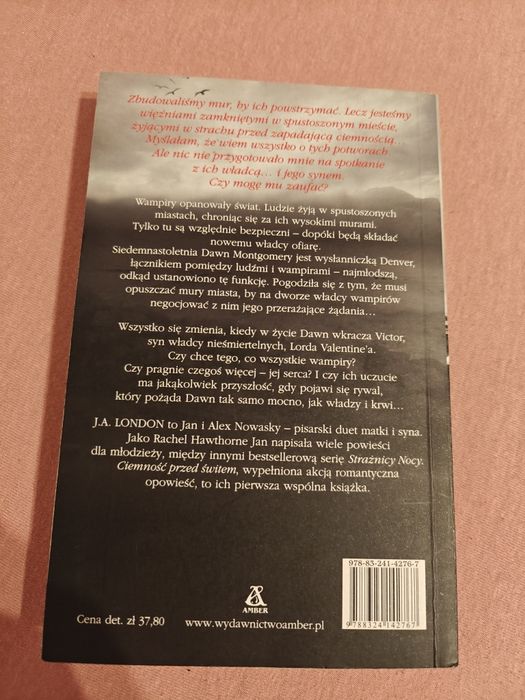 Zbudowaliśmy mur, by ich powstrzymać. Lecz jesteśmy
więźniami zamkniętymi w spustoszonym mieście,
żyjącymi w strachu przed zapadającą ciemnością.
Myślałam, że wiem wszystko o tych potworach.
Ale nic nie przygotowało mnie na spotkanie
z ich władcą... i jego synem.
Czy mogę mu zaufać?
Wampiry opanowały świat. Ludzie żyją w spustoszonych
miastach, chroniąc się za ich wysokimi murami.
Tylko tu są względnie bezpieczni – dopóki będą składać
nowemu władcy ofiarę.
Siedemnastoletnia Dawn Montgomery jest wysłanniczką Denver,
łącznikiem pomiędzy ludźmi i wampirami – najmłodszą,
odkąd ustanowiono tę funkcję. Pogodziła się z tym, że musi
opuszczać mury miasta, by na dworze władcy wampirów
negocjować z nim jego przerażające żądania...
Wszystko się zmienia, kiedy w życie Dawn wkracza Victor,
syn władcy nieśmiertelnych, Lorda Valentine'a.
Czy chce tego, co wszystkie wampiry?
Czy pragnie czegoś więcej – jej serca? I czy ich uczucie
ma jakąkolwiek przyszłość, gdy pojawi się rywal,
który pożąda Dawn tak samo mocno, jak władzy i krwi...
J.A. LONDON to Jan i Alex Nowasky – pisarski duet matki i syna.
Jako Rachel Hawthorne Jan napisała wiele powieści
dla młodzieży, między innymi bestsellerową serię Strażnicy Nocy.
Ciemność przed świtem, wypełniona akcją romantyczna
opowieść, to ich pierwsza wspólna książka.
978-83-241-4276-7
9 788324 142767
AMBER
Cena det. zł 37,80
www.wydawnictwoamber.pl